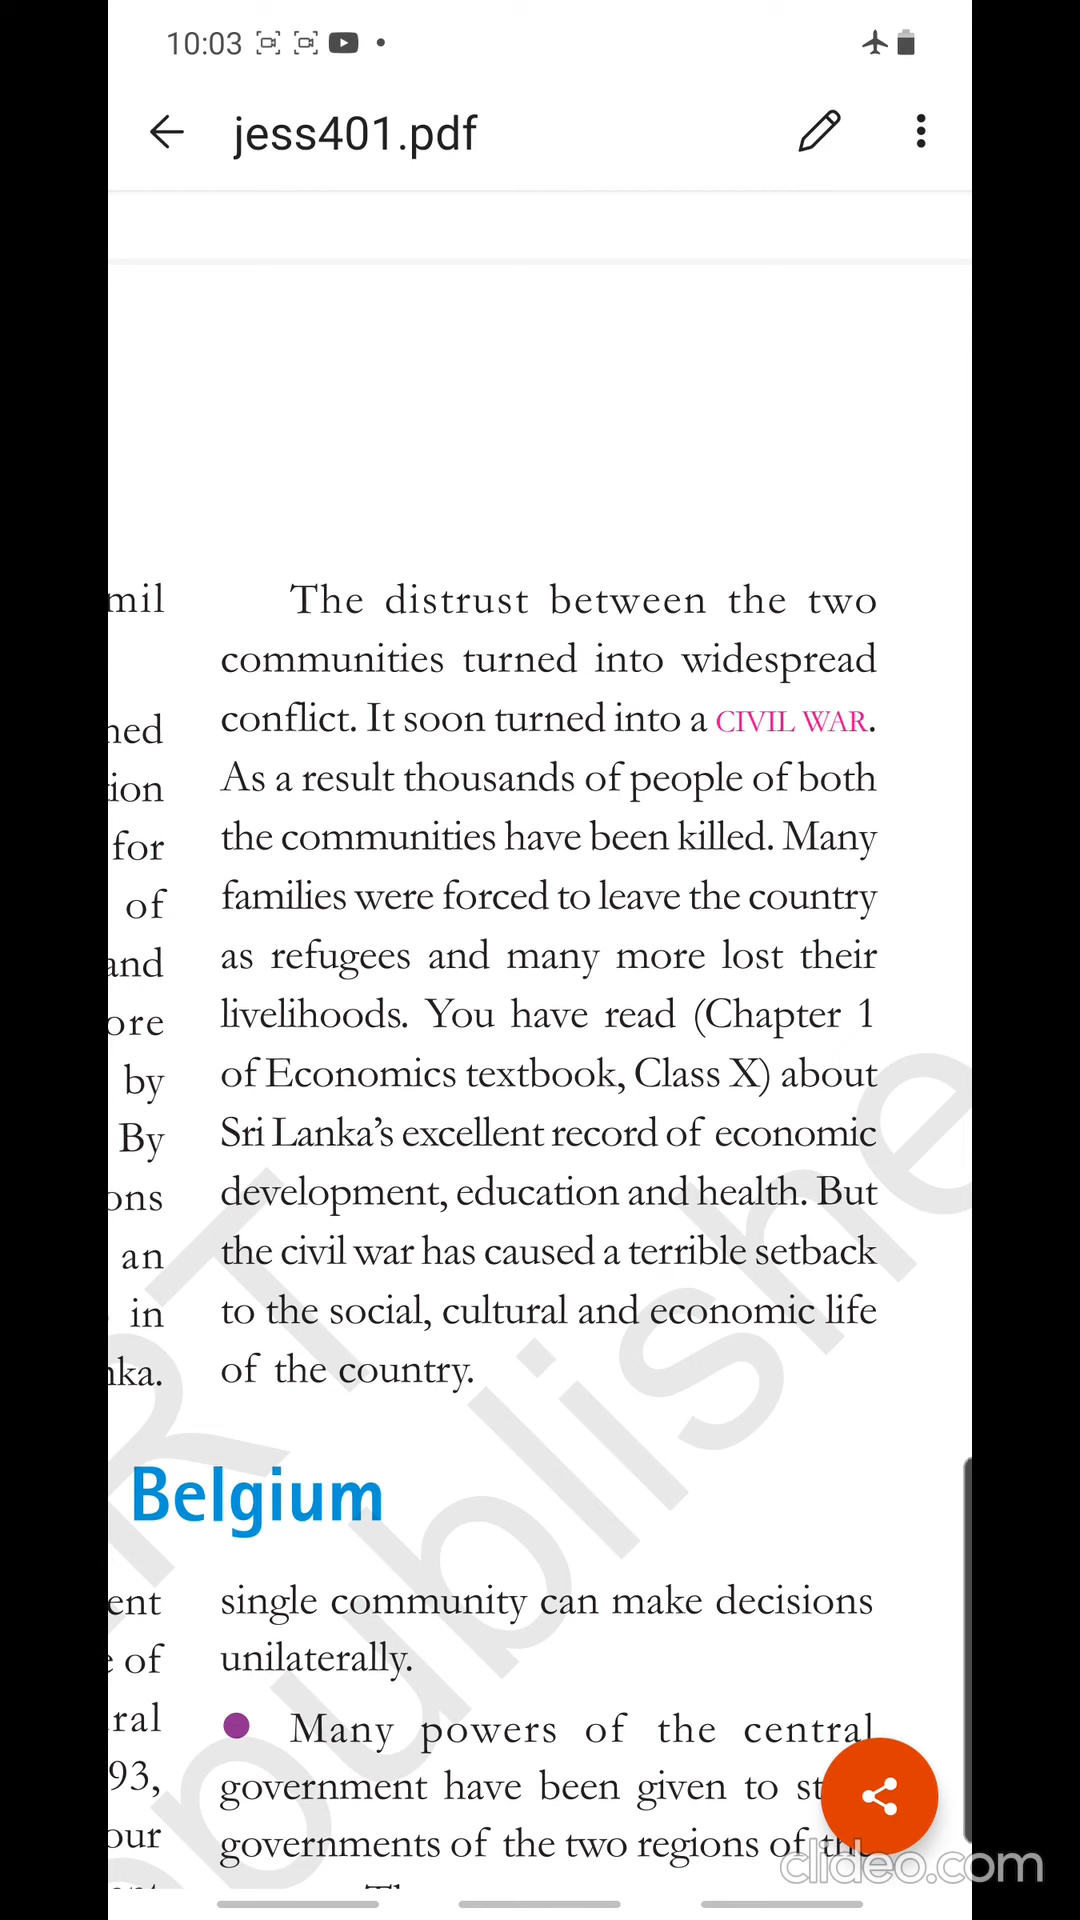 10:03
jess401.pdf
mil
ned
ion
for
of
and
ore
by
By
ons
an
in
nka.
The distrust between the two
communities turned into widespread
conflict. It soon turned into a CIVIL WAR.
As a result thousands of people of both
the communities have been killed. Many
families were forced to leave the country
as refugees and many more lost their
livelihoods. You have read (Chapter 1
of Economics textbook, Class X) about
Sri Lanka’s excellent record of economic
development, education and health. But
the civil war has caused a terrible setback
to the social, cultural and economic life
of the country.
Belgium
ent
of
ral
93,
our
single community can make decisions
unilaterally.
Many powers of the central
government have been given to
governments of the two regions of the
RT
publishe
clideo.com